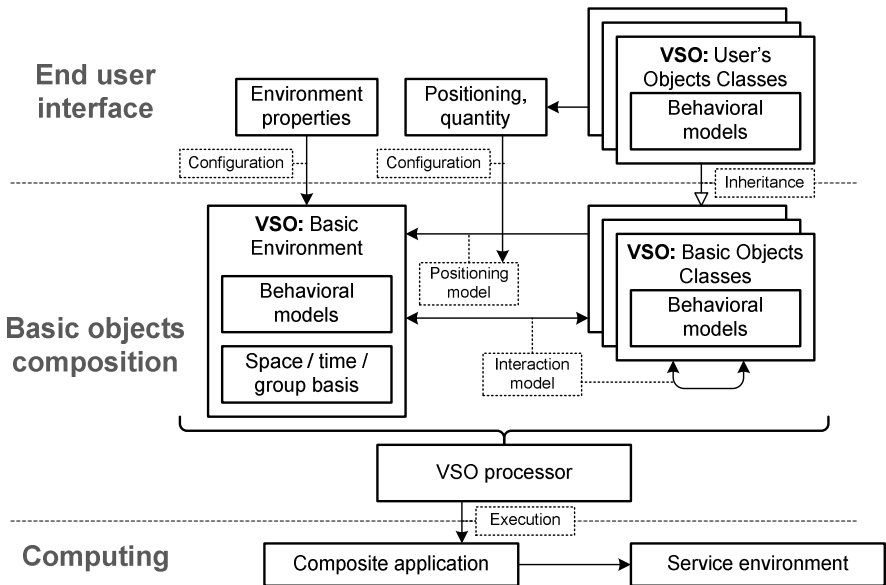 End user
interface
Environment
properties
Positioning,
quantity
VSO: User's
Objects Classes
Behavioral
models
Configuration
Configuration
Inheritance
Basic objects
composition
VSO: Basic
Environment
Behavioral
models
Space / time /
group basis
Positioning
model
Interaction
model
VSO: Basic Objects
Classes
Behavioral
models
VSO processor
Execution
Computing
Composite application
Service environment